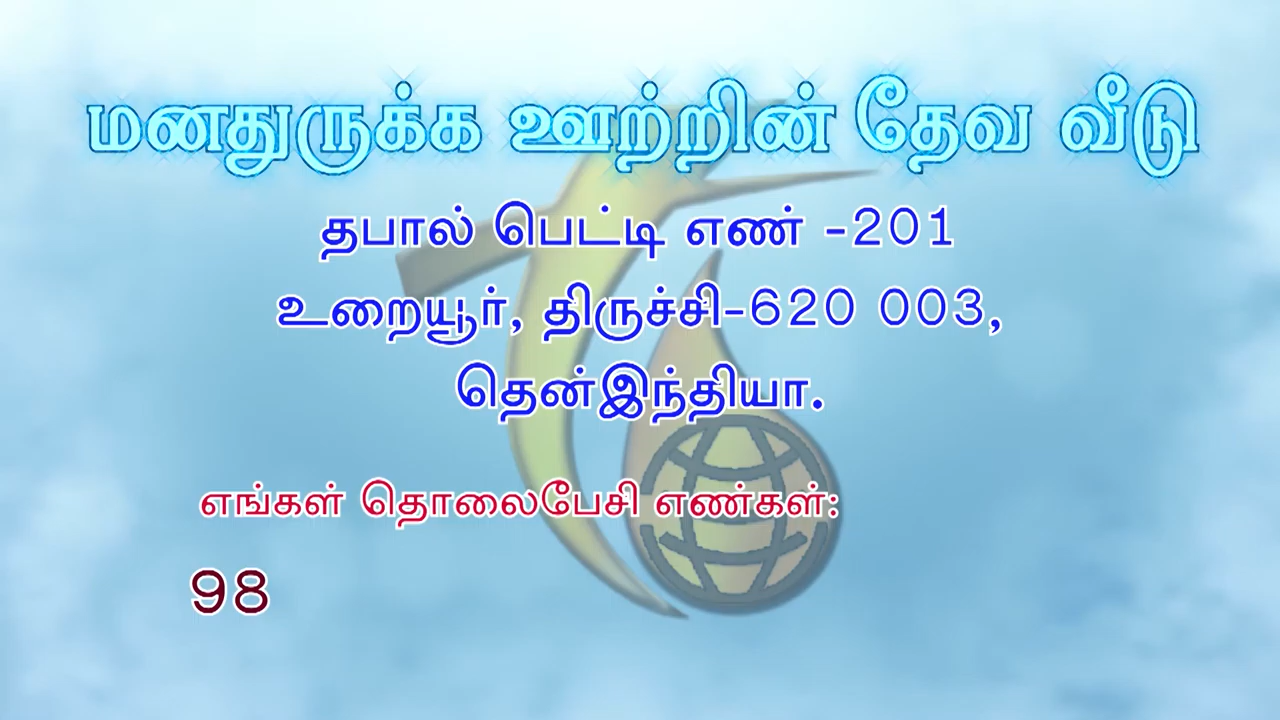 மனதுருக்க ஊற்றின் தேவ வீடு
தபால் பெட்டி எண் -201
உறையூர், திருச்சி-620 003,
தென்இந்தியா.
எங்கள் தொலைபேசி எண்கள்:
98